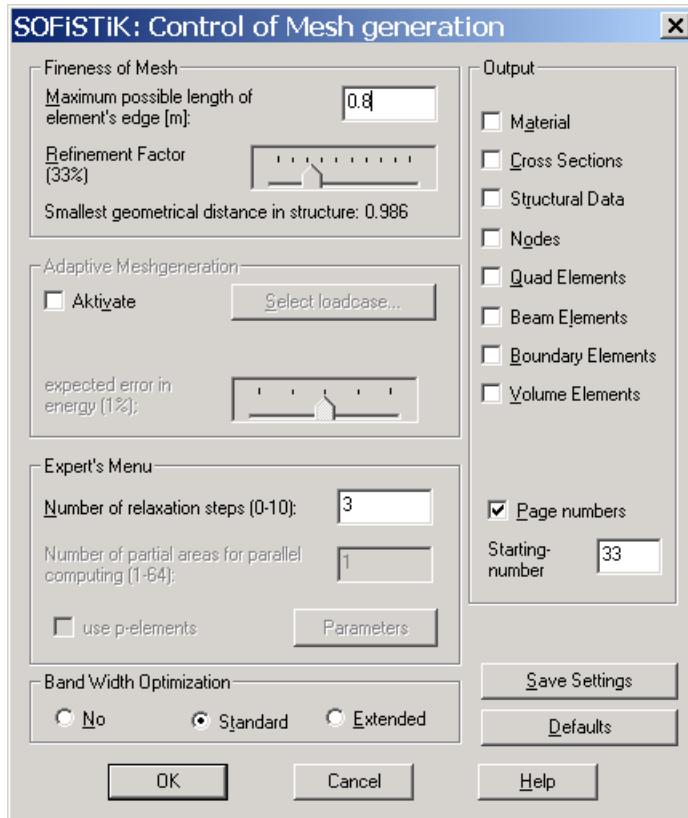 SOFiSTiK: Control of Mesh generation
Fineness of Mesh
Maximum possible length of
element's edge [m]:
0.8
Refinement Factor
(33%)
Smallest geometrical distance in structure: 0.986
Adaptive Meshgeneration
Aktivate
Select loadcase...
expected error in
energy (1%);
Expert's Menu
Number of relaxation steps (0-10):
3
Number of partial areas for parallel
computing (1-64):
1
use p-elements
Parameters
Band Width Optimization
No
Standard
Extended
Output
Material
Cross Sections
Structural Data
Nodes
Quad Elements
Beam Elements
Boundary Elements
Volume Elements
Page numbers
Starting-
number
33
Save Settings
Defaults
OK
Cancel
Help